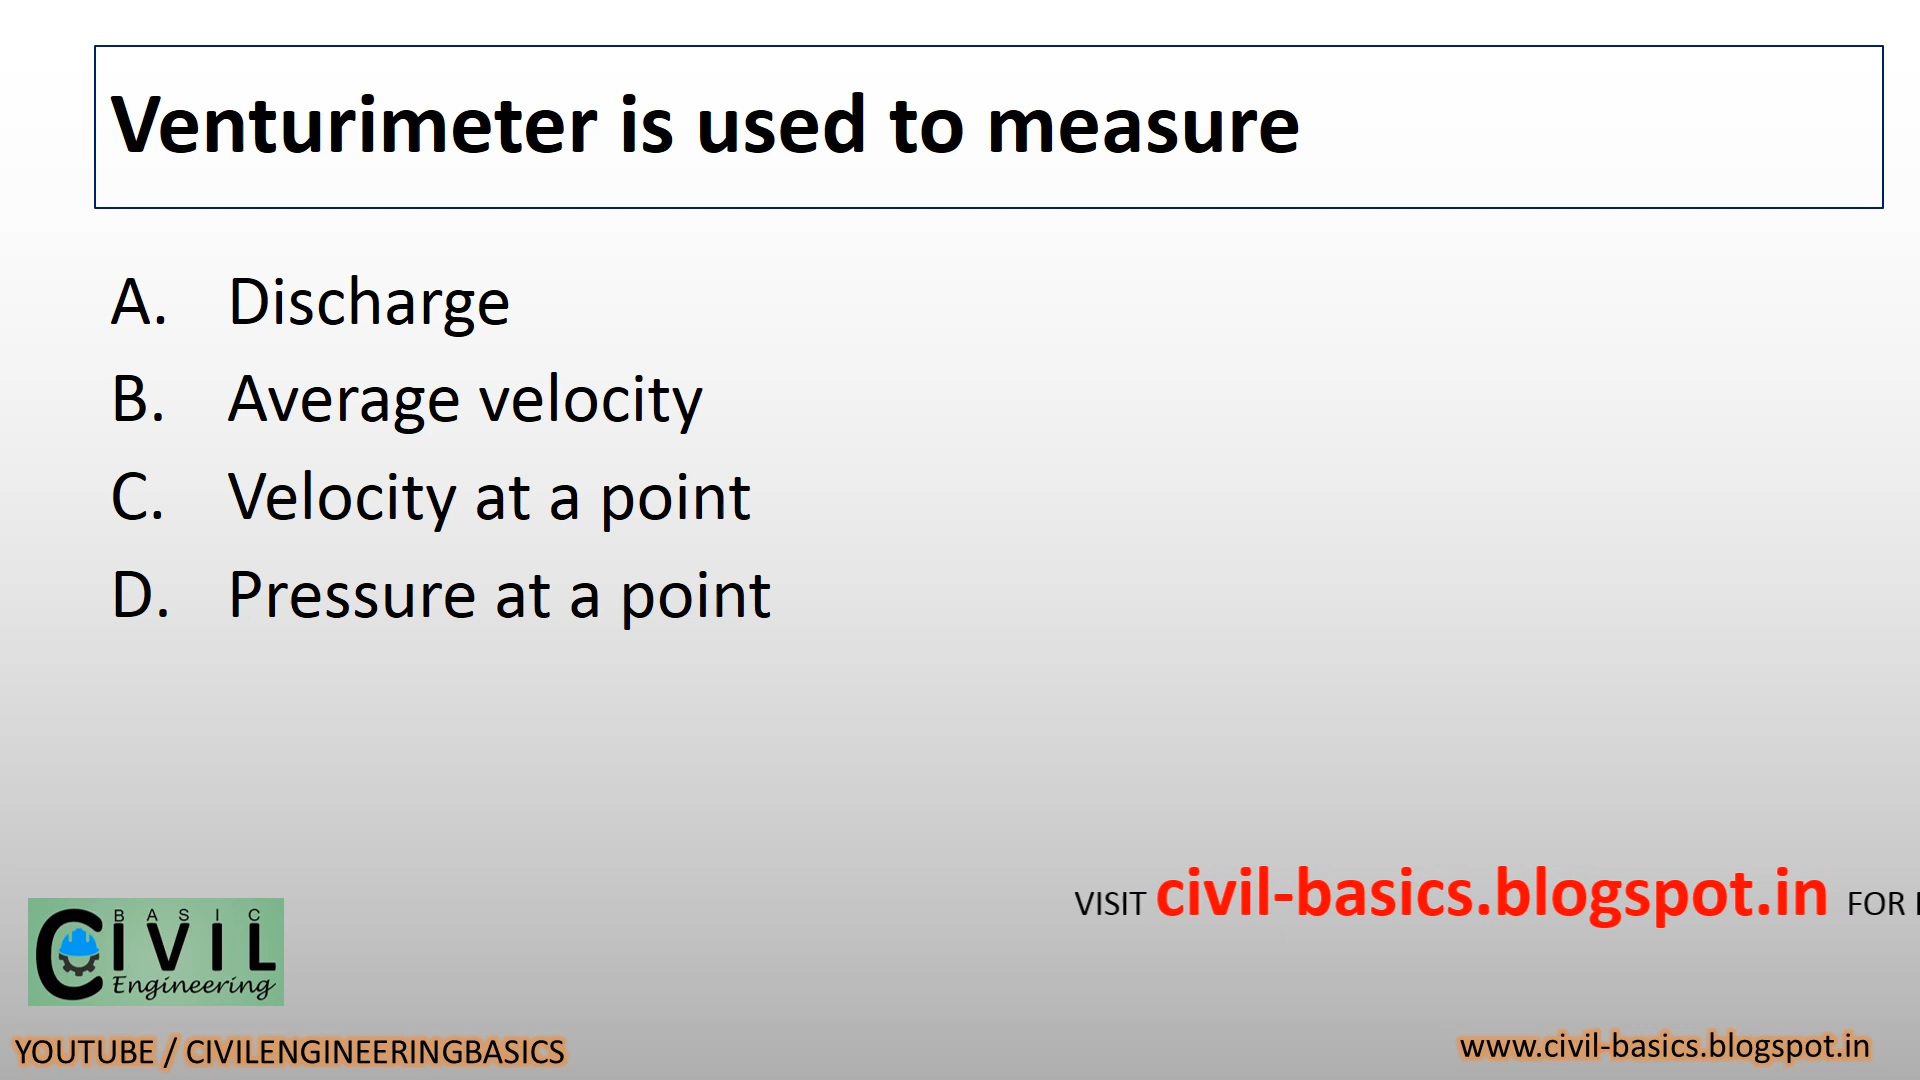 Venturimeter is used to measure
A. Discharge
B. Average velocity
C. Velocity at a point
D. Pressure at a point
VISIT civil-basics.blogspot.in FOR
BASIC
CIVIL
Engineering
YOUTUBE / CIVILENGINEERINGBASICS
www.civil-basics.blogspot.in